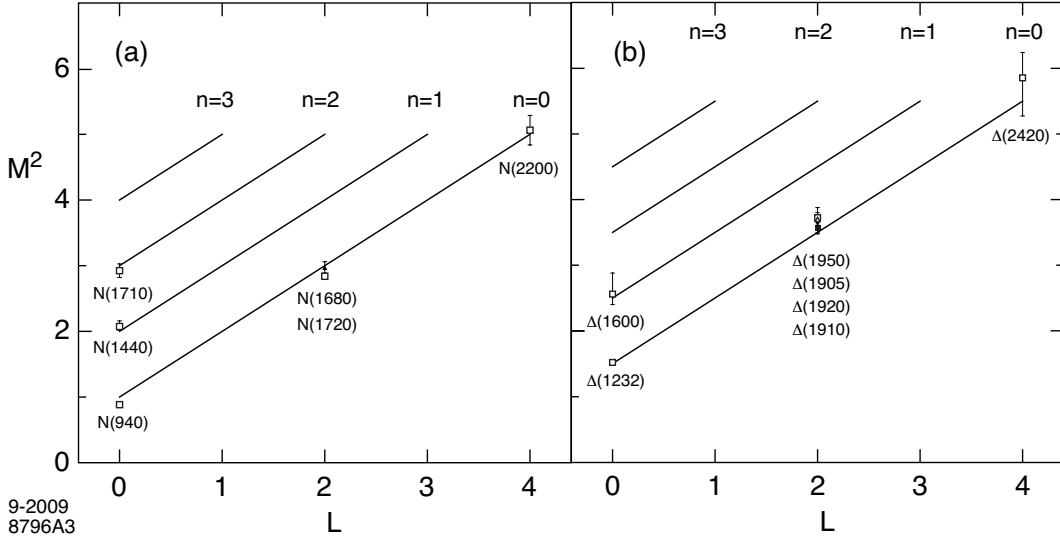 (a)
n=3 n=2 n=1 n=0
M²
6
4
2
0
N(2200)
N(1710)
N(1680)
N(1720)
N(1440)
N(940)
0 1 2 3 4
L
(b)
n=3 n=2 n=1 n=0
Δ(2420)
Δ(1950)
Δ(1905)
Δ(1920)
Δ(1910)
Δ(1600)
Δ(1232)
0 1 2 3 4
L
9-2009
8796A3